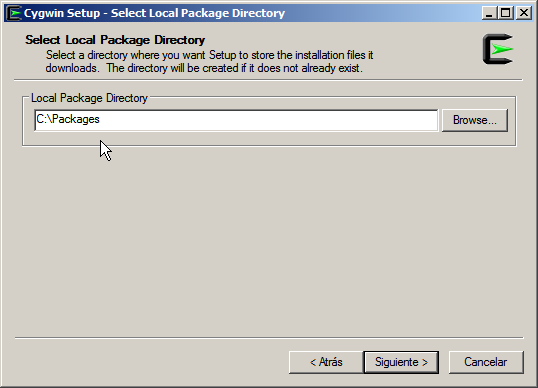 Cygwin Setup - Select Local Package Directory
Select Local Package Directory
Select a directory where you want Setup to store the installation files it
downloads. The directory will be created if it does not already exist.
Local Package Directory
C:\Packages
Browse...
< Atrás
Siguiente >
Cancelar